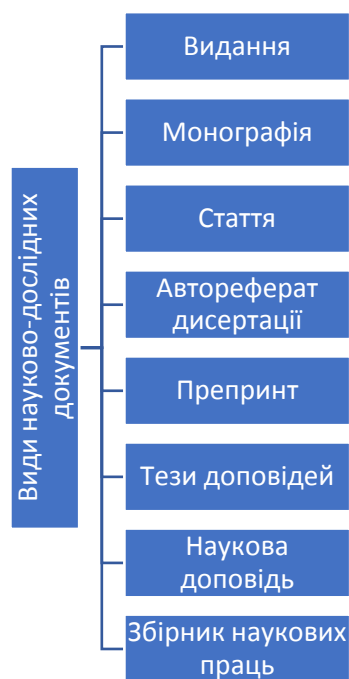 Види науково-дослідних
документів
Видання
Монографія
Стаття
Автореферат
дисертації
Препринт
Тези доповідей
Наукова
доповідь
Збірник наукових
праць